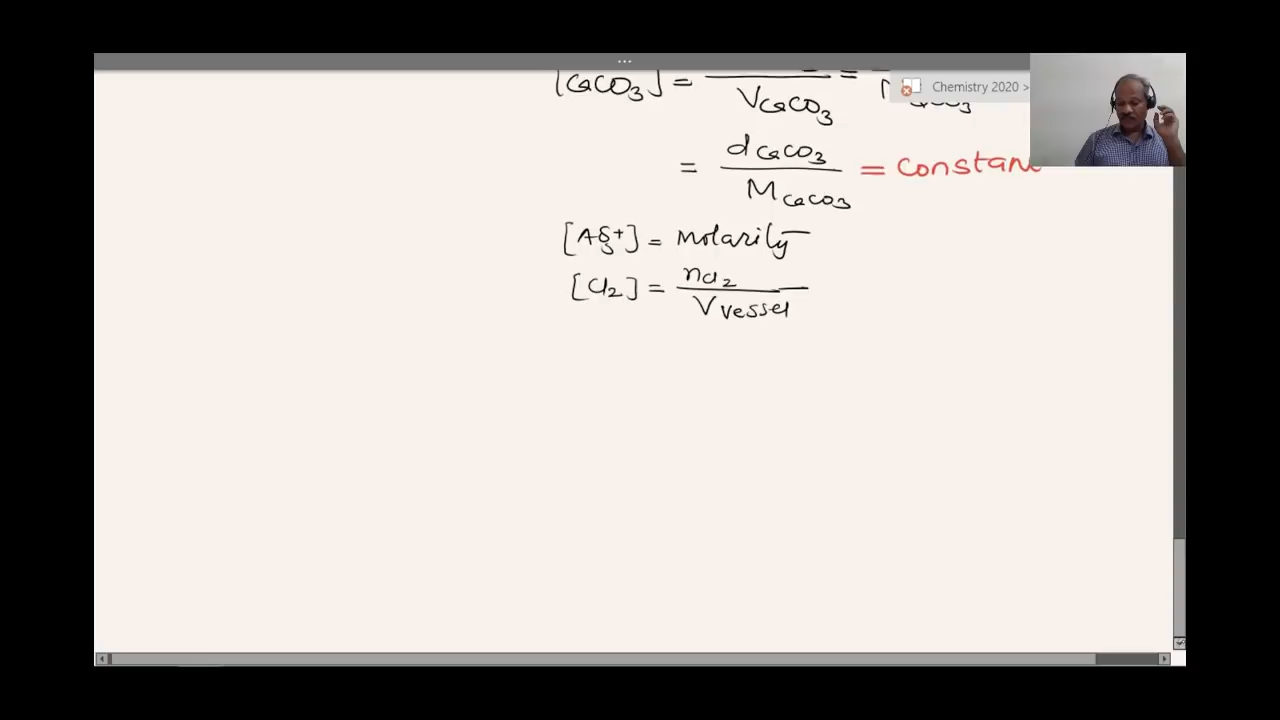 ...
[CaCO3] = / VCaCO3 =
Chemistry 2020 >
= dCaCO3 / MCaCO3 = constan
[Ag+] = Molarity
[Cl2] = nCl2 / Vvessel